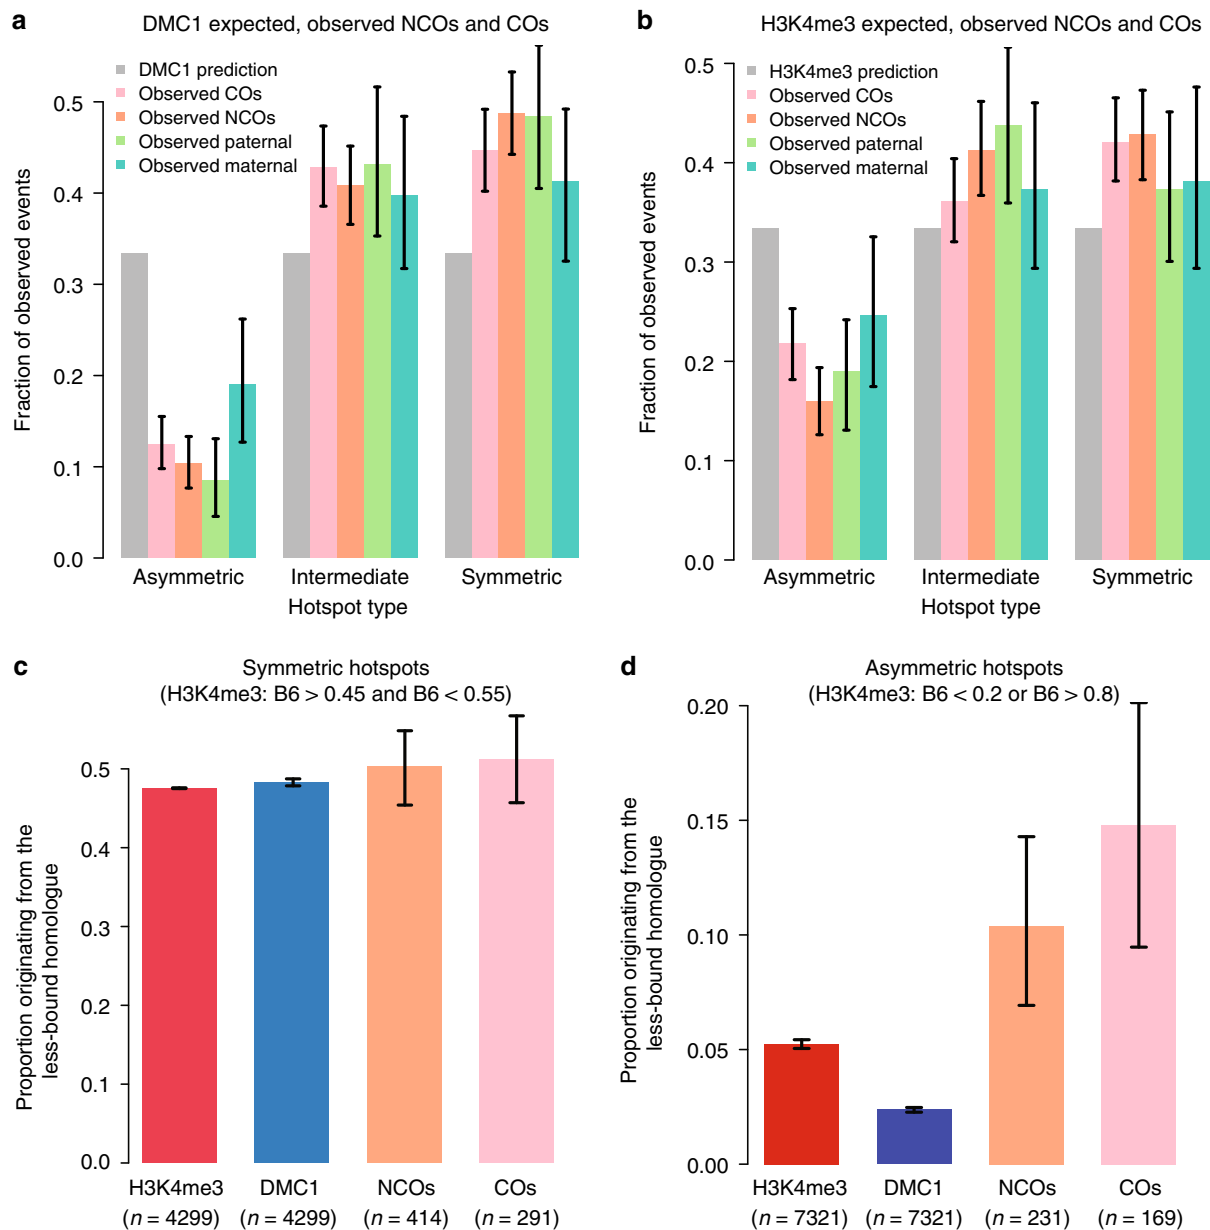 a
DMC1 expected, observed NCOs and COs
DMC1 prediction
Observed COs
Observed NCOs
Observed paternal
Observed maternal
Fraction of observed events
0.5
0.4
0.3
0.2
0.1
0.0
Asymmetric
Intermediate
Symmetric
Hotspot type
b
H3K4me3 expected, observed NCOs and COs
H3K4me3 prediction
Observed COs
Observed NCOs
Observed paternal
Observed maternal
Fraction of observed events
0.5
0.4
0.3
0.2
0.1
0.0
Asymmetric
Intermediate
Symmetric
Hotspot type
c
Symmetric hotspots
(H3K4me3: B6 > 0.45 and B6 < 0.55)
Proportion originating from the
less-bound homologue
0.5
0.4
0.3
0.2
0.1
0.0
H3K4me3
(n = 4299)
DMC1
(n = 4299)
NCOs
(n = 414)
COs
(n = 291)
d
Asymmetric hotspots
(H3K4me3: B6 < 0.2 or B6 > 0.8)
Proportion originating from the
less-bound homologue
0.20
0.15
0.10
0.05
0.00
H3K4me3
(n = 7321)
DMC1
(n = 7321)
NCOs
(n = 231)
COs
(n = 169)